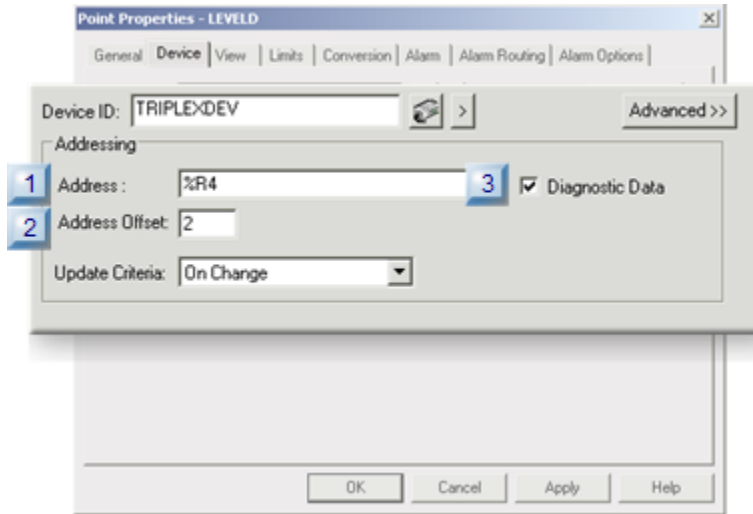 Point Properties - LEVELD
General Device View Limits Conversion Alarm Alarm Routing Alarm Options
Device ID: TRIPLEXDEV > Advanced >>
Addressing
1 Address : %R4 3 Diagnostic Data
2 Address Offset: 2
Update Criteria: On Change
OK Cancel Apply Help